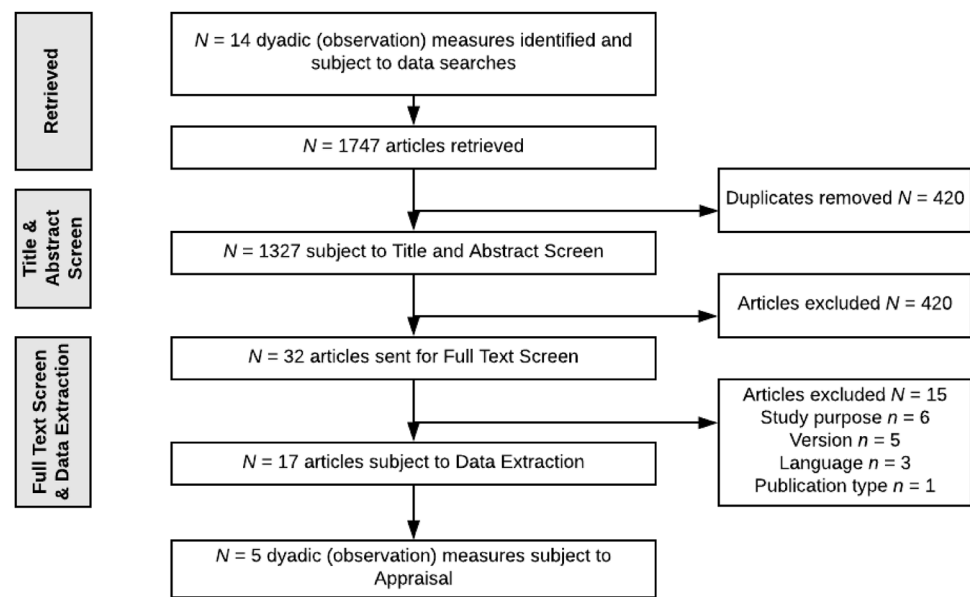 Retrieved
N = 14 dyadic (observation) measures identified and
subject to data searches
N = 1747 articles retrieved
Duplicates removed N = 420
Title &
Abstract
Screen
N = 1327 subject to Title and Abstract Screen
Articles excluded N = 420
Full Text Screen
& Data Extraction
N = 32 articles sent for Full Text Screen
Articles excluded N = 15
Study purpose n = 6
Version n = 5
Language n = 3
Publication type n = 1
N = 17 articles subject to Data Extraction
N = 5 dyadic (observation) measures subject to
Appraisal